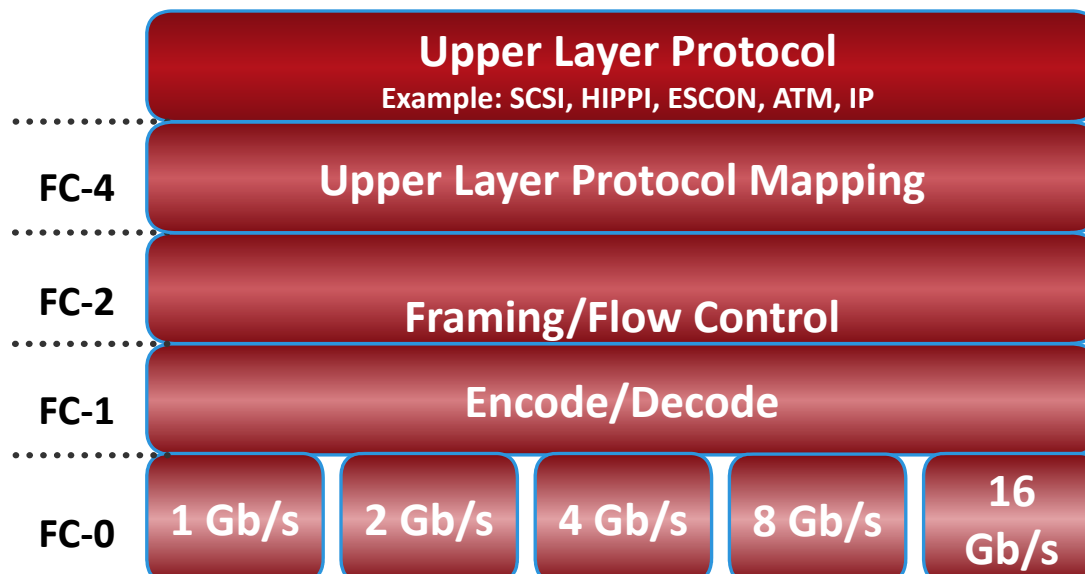 Upper Layer Protocol
Example: SCSI, HIPPI, ESCON, ATM, IP
FC-4
Upper Layer Protocol Mapping
FC-2
Framing/Flow Control
FC-1
Encode/Decode
FC-0
1 Gb/s
2 Gb/s
4 Gb/s
8 Gb/s
16
Gb/s